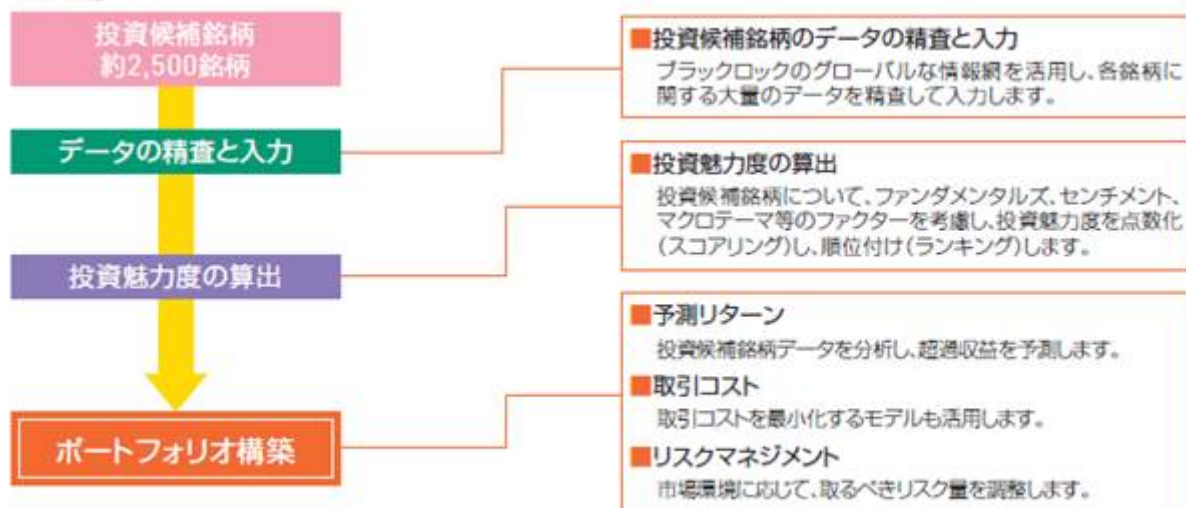 投資候補銘柄
約2,500銘柄
データの精査と入力
投資魅力度の算出
ポートフォリオ構築
■投資候補銘柄のデータの精査と入力
ブラックロックのグローバルな情報網を活用し、各銘柄に
関する大量のデータを精査して入力します。
■投資魅力度の算出
投資候補銘柄について、ファンダメンタルズ、センチメント、
マクロテーマ等のファクターを考慮し、投資魅力度を点数化
(スコアリング)し、順位付け(ランキング)します。
■予測リターン
投資候補銘柄データを分析し、超過収益を予測します。
■取引コスト
取引コストを最小化するモデルも活用します。
■リスクマネジメント
市場環境に応じて、取るべきリスク量を調整します。